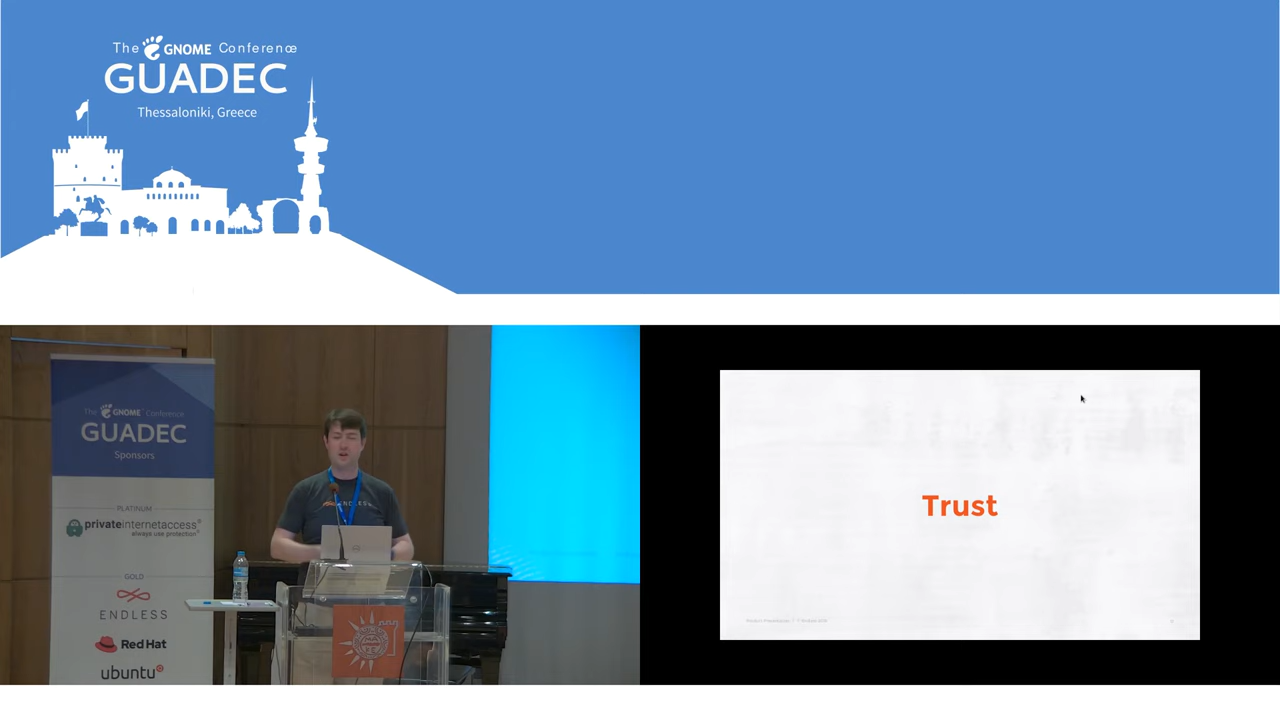 The GNOME Conference
GUADEC
Thessaloniki, Greece
The GNOME Conference
GUADEC
Sponsors
PLATINUM
privateinternetaccess®
always use protection®
GOLD
ENDLESS
Red Hat
ubuntu®
ENDLESS
Trust